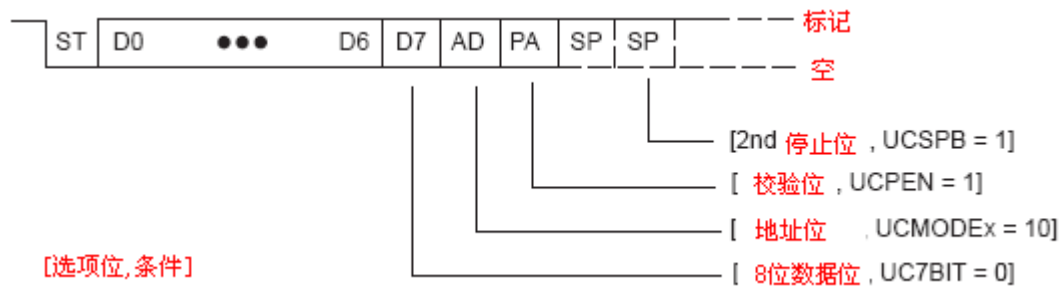 标记
ST D0 ●●● D6 D7 AD PA SP SP
空
[2nd 停止位 , UCSPB = 1]
[ 校验位 , UCPEN = 1]
[ 地址位 , UCMODEx = 10]
[选项位,条件]
[ 8位数据位 , UC7BIT = 0]